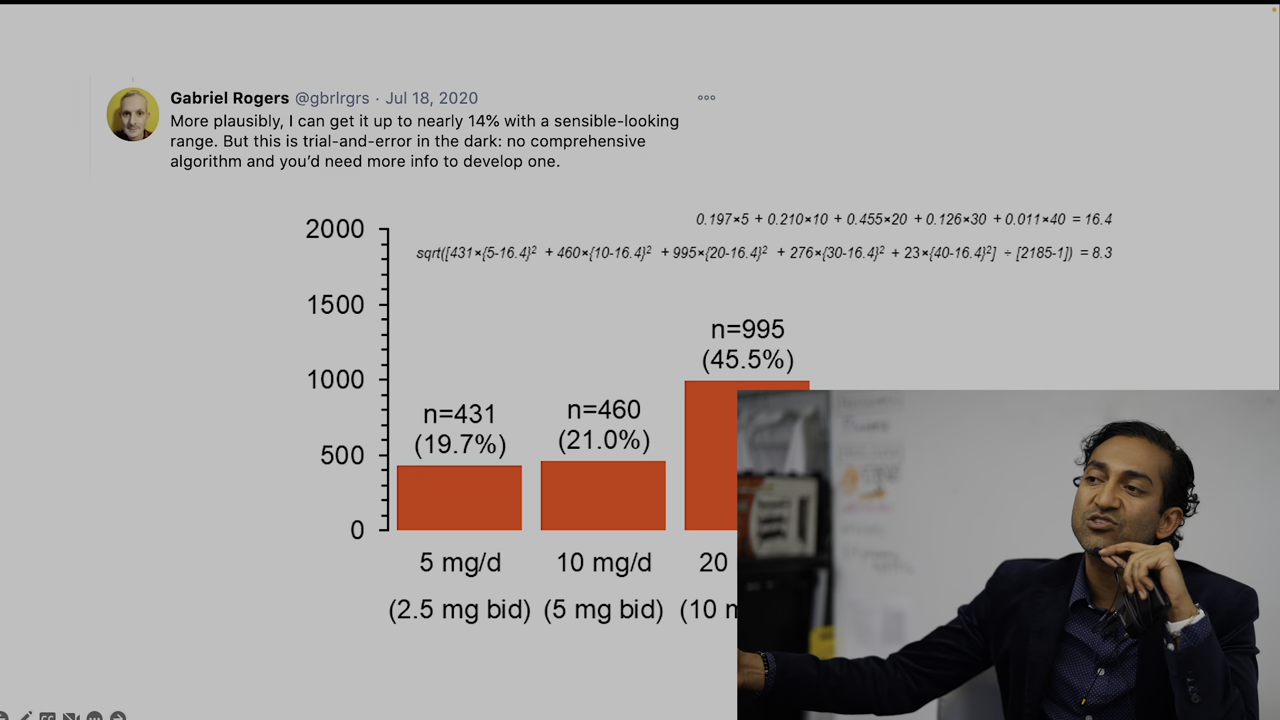 Gabriel Rogers @gbrlrgrs · Jul 18, 2020
More plausibly, I can get it up to nearly 14% with a sensible-looking
range. But this is trial-and-error in the dark: no comprehensive
algorithm and you’d need more info to develop one.
0.197×5 + 0.210×10 + 0.455×20 + 0.126×30 + 0.011×40 = 16.4
sqrt([431×{5-16.4}² + 460×{10-16.4}² + 995×{20-16.4}² + 276×{30-16.4}² + 23×{40-16.4}²] ÷ [2185-1]) = 8.3
2000
1500
1000
500
0
n=431
(19.7%)
n=460
(21.0%)
n=995
(45.5%)
5 mg/d
10 mg/d
20
(2.5 mg bid)
(5 mg bid)
(10 m